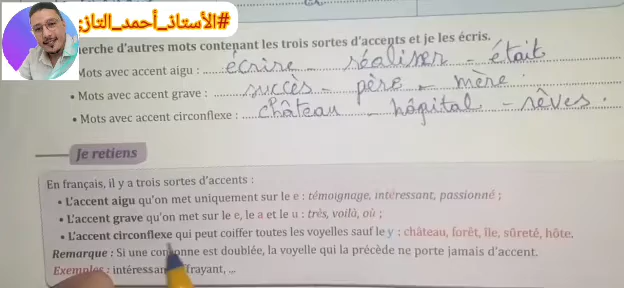 #الأستاذ_أحمد_التازي
erche d'autres mots contenant les trois sortes d'accents et je les écris.
• Mots avec accent aigu : écrire - réaliser - était
• Mots avec accent grave : succès - père - mère .
• Mots avec accent circonflexe : château - hôpital - rêves .
Je retiens
En français, il y a trois sortes d'accents :
• L'accent aigu qu'on met uniquement sur le e : témoignage, intéressant, passionné ;
• L'accent grave qu'on met sur le e, le a et le u : très, voilà, où ;
• L'accent circonflexe qui peut coiffer toutes les voyelles sauf le y : château, forêt, île, sûreté, hôte.
Remarque : Si une consonne est doublée, la voyelle qui la précède ne porte jamais d'accent.
Exemples : intéressan frayant, ...